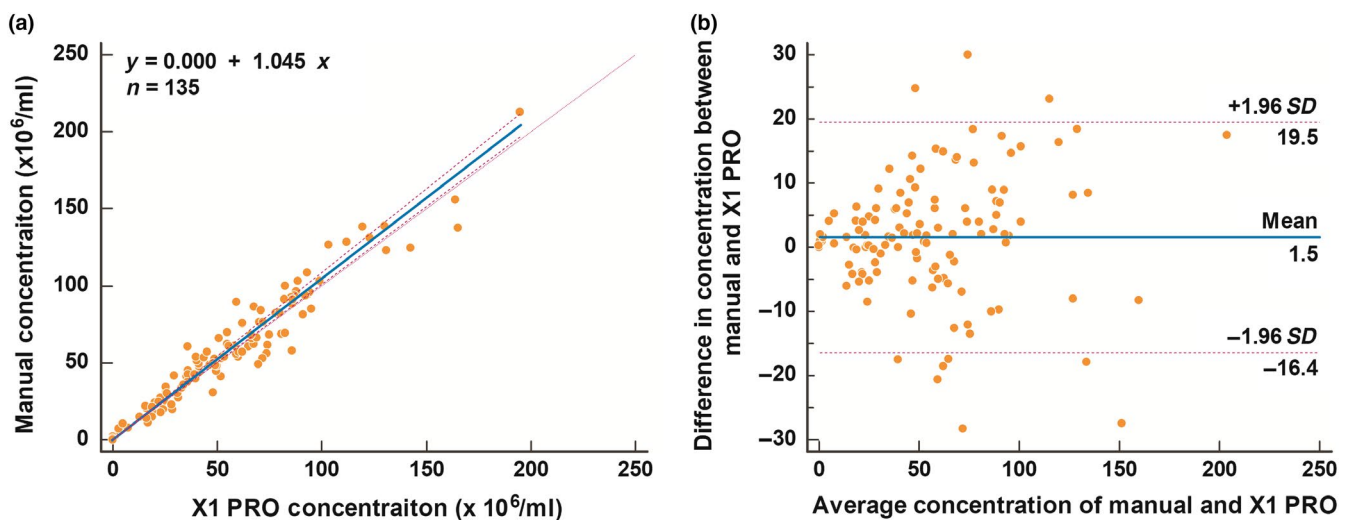 (a)
Manual concentraiton (x10⁶/ml)
250
200
150
100
50
0
y = 0.000 + 1.045 x
n = 135
0 50 100 150 200 250
X1 PRO concentraiton (x 10⁶/ml)
(b)
Difference in concentration between
manual and X1 PRO
30
20
10
0
–10
–20
–30
+1.96 SD
19.5
Mean
1.5
–1.96 SD
–16.4
0 50 100 150 200 250
Average concentration of manual and X1 PRO